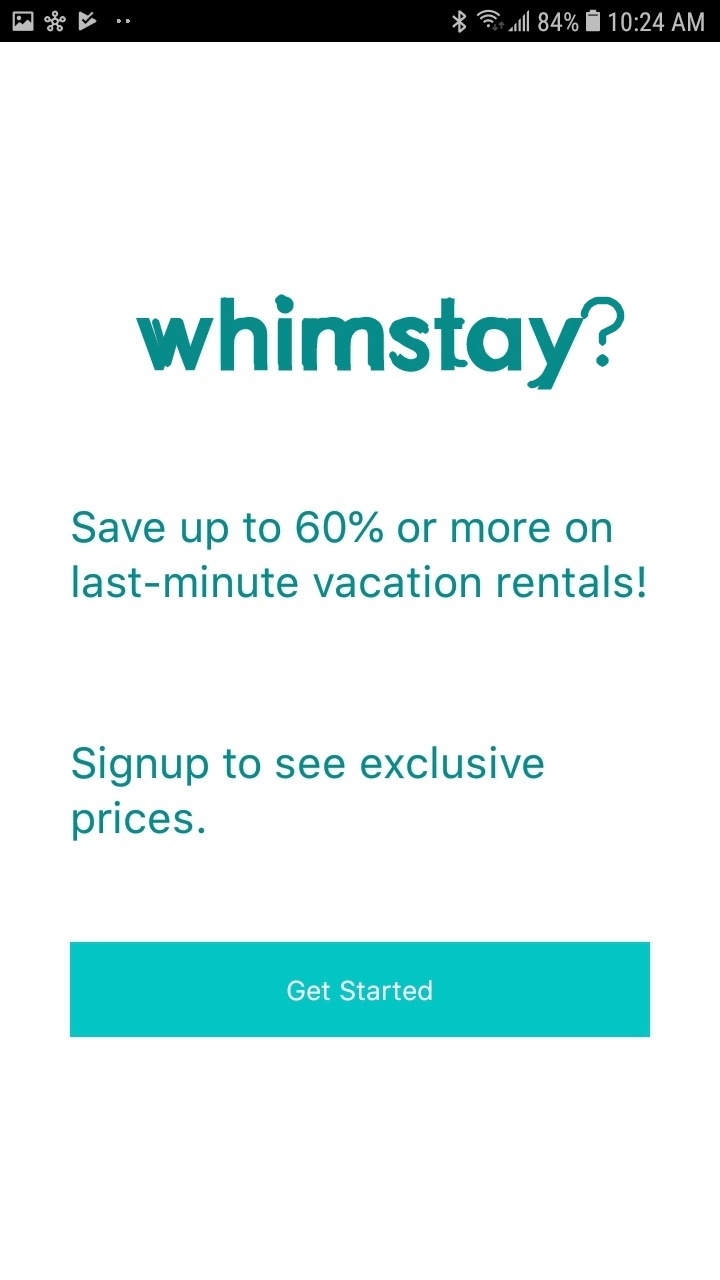 84% 10:24 AM
whimstay?
Save up to 60% or more on
last-minute vacation rentals!
Signup to see exclusive
prices.
Get Started